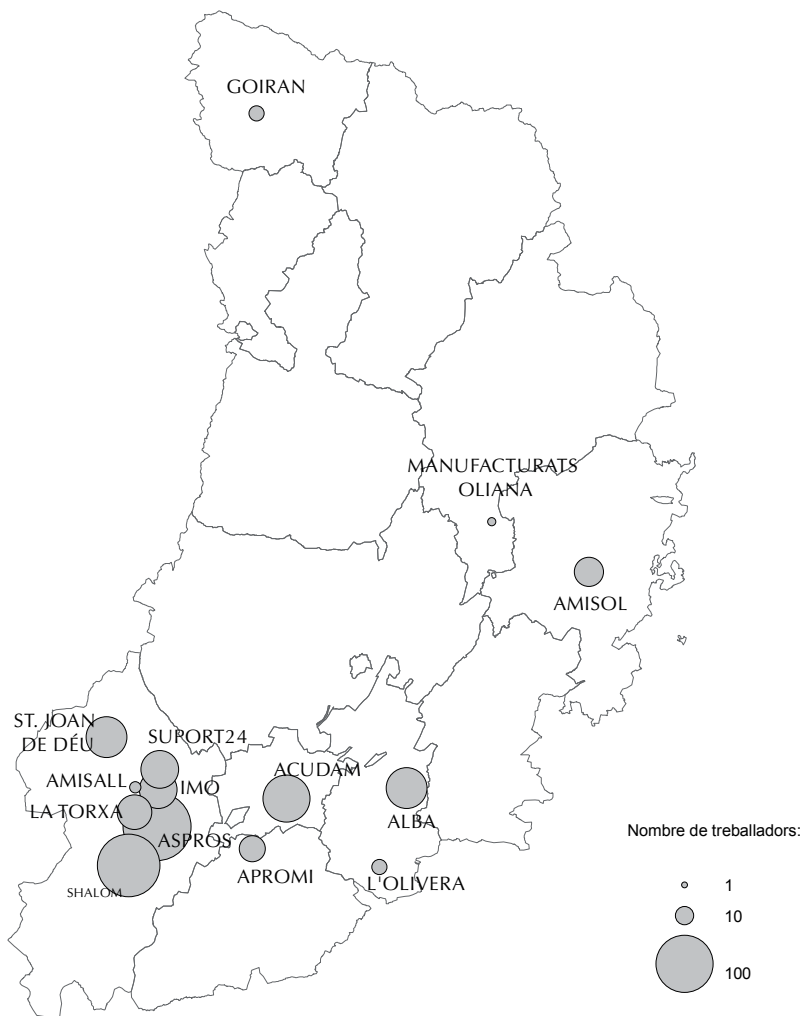 GOIRAN
MANUFACTURATS
OLIANA
AMISOL
ST. JOAN
DE DÉU
SUPORT24
AMISALL
IMO
ACUDAM
LA TORXA
ASPROS
ALBA
APROMI
L'OLIVERA
SHALOM
Nombre de treballadors:
1
10
100